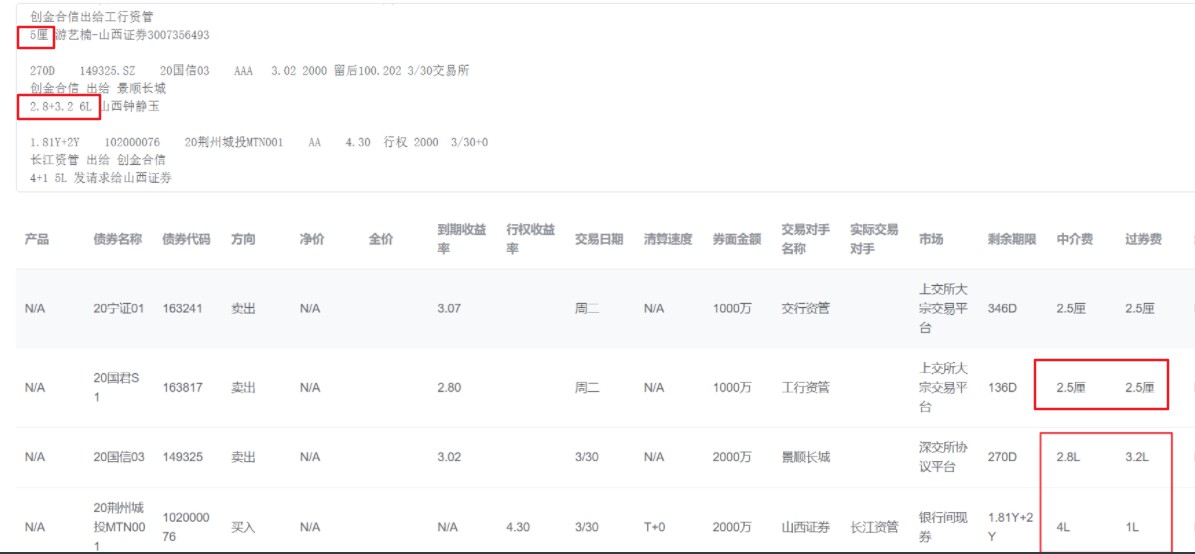 创金合信出给工行资管
5厘 游艺楠-山西证券3007356493
270D 149325.SZ 20国信03 AAA 3.02 2000 留后100.202 3/30交易所
创金合信 出给 景顺长城
2.8+3.2 6L 山西钟静玉
1.81Y+2Y 102000076 20荆州城投MTN001 AA 4.30 行权 2000 3/30+0
长江资管 出给 创金合信
4+1 5L 发请求给山西证券
产品 债券名称 债券代码 方向 净价 全价 到期收益率 行权收益率 交易日期 清算速度 券面金额 交易对手名称 实际交易对手 市场 剩余期限 中介费 过券费
N/A 20宁证01 163241 卖出 N/A 3.07 周二 N/A 1000万 交行资管 上交所大宗交易平台 346D 2.5厘 2.5厘
N/A 20国君S1 163817 卖出 N/A 2.80 周二 N/A 1000万 工行资管 上交所大宗交易平台 136D 2.5厘 2.5厘
N/A 20国信03 149325 卖出 N/A 3.02 3/30 N/A 2000万 景顺长城 深交所协议平台 270D 2.8L 3.2L
N/A 20荆州城投MTN001 102000076 买入 N/A N/A 4.30 3/30 T+0 2000万 山西证券 长江资管 银行间现券 1.81Y+2Y 4L 1L